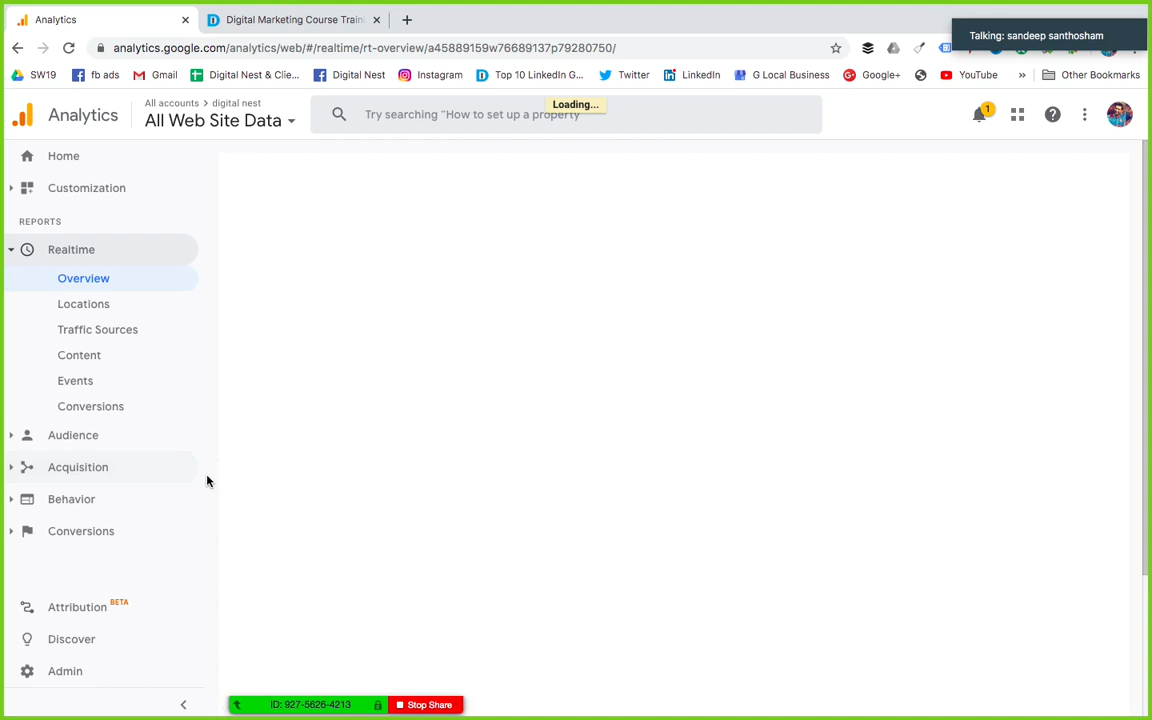 Analytics
Digital Marketing Course Traini
Talking: sandeep santhosham
analytics.google.com/analytics/web/#/realtime/rt-overview/a45889159w76689137p79280750/
SW19
fb ads
Gmail
Digital Nest & Clie...
Digital Nest
Instagram
Top 10 LinkedIn G...
Twitter
LinkedIn
G Local Business
Google+
YouTube
»
Other Bookmarks
Analytics
All accounts > digital nest
All Web Site Data
Try searching "How to set up a property"
Loading...
1
Home
Customization
REPORTS
Realtime
Overview
Locations
Traffic Sources
Content
Events
Conversions
Audience
Acquisition
Behavior
Conversions
Attribution BETA
Discover
Admin
ID: 927-5626-4213
Stop Share